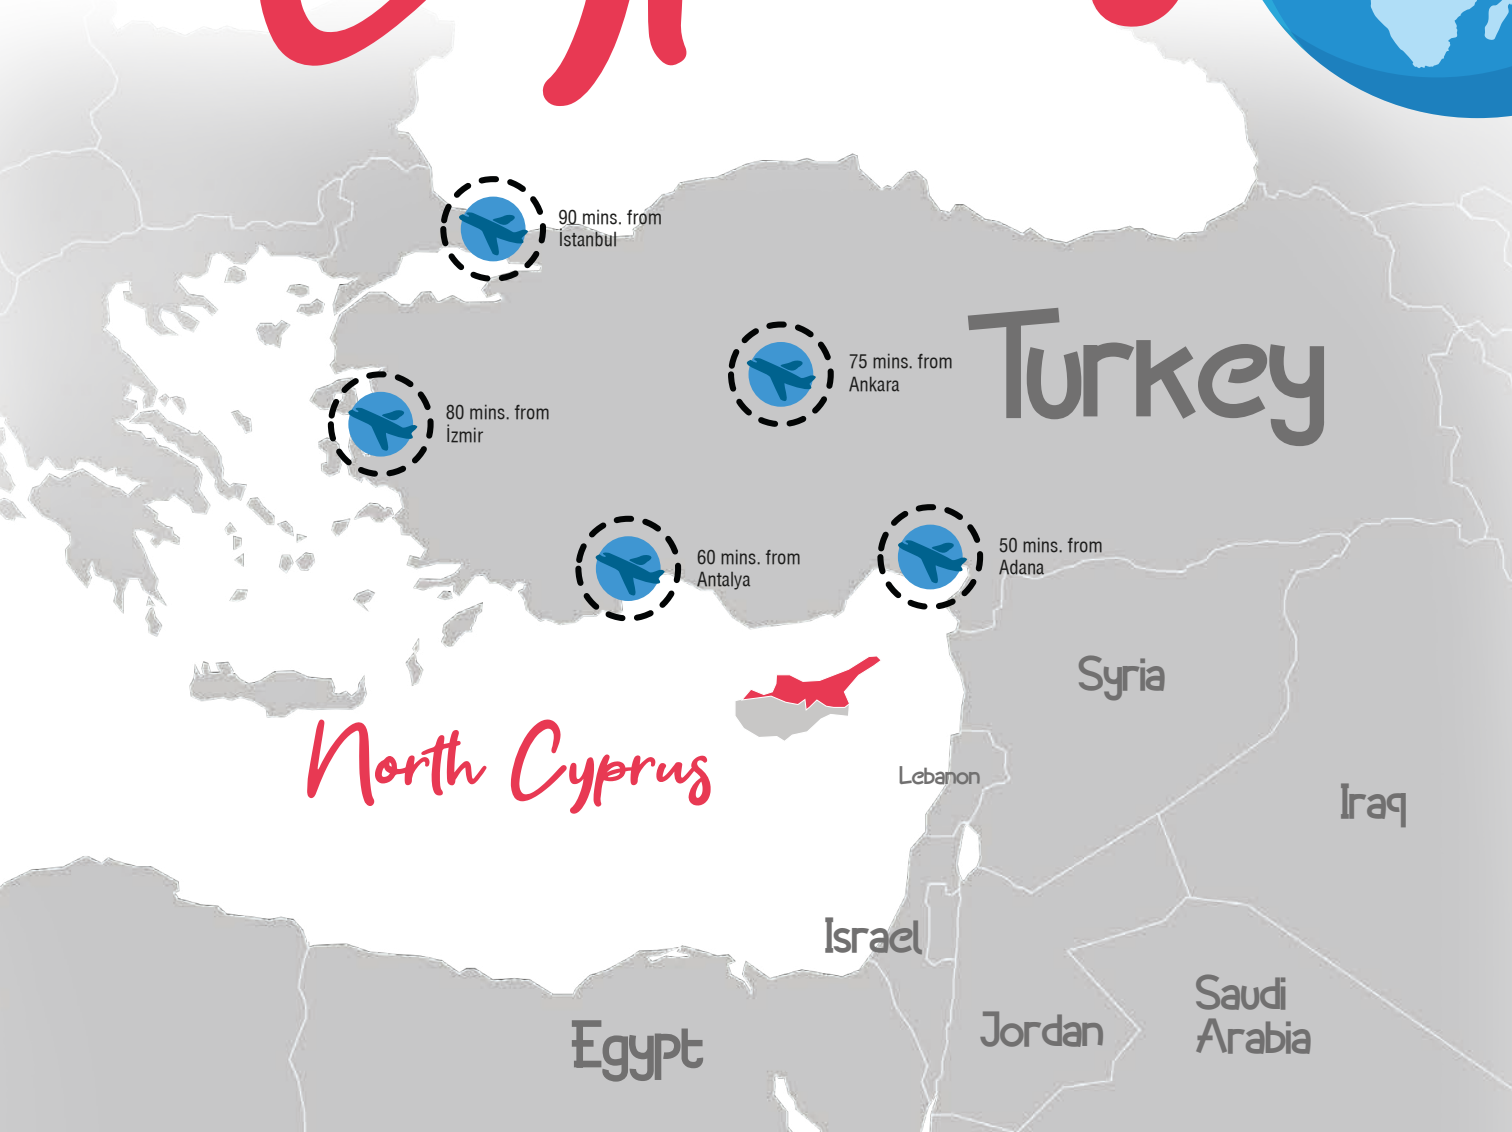 90 mins. from
İstanbul
75 mins. from
Ankara
Turkey
80 mins. from
İzmir
60 mins. from
Antalya
50 mins. from
Adana
Syria
North Cyprus
Lebanon
Iraq
Israel
Saudi
Arabia
Jordan
Egypt